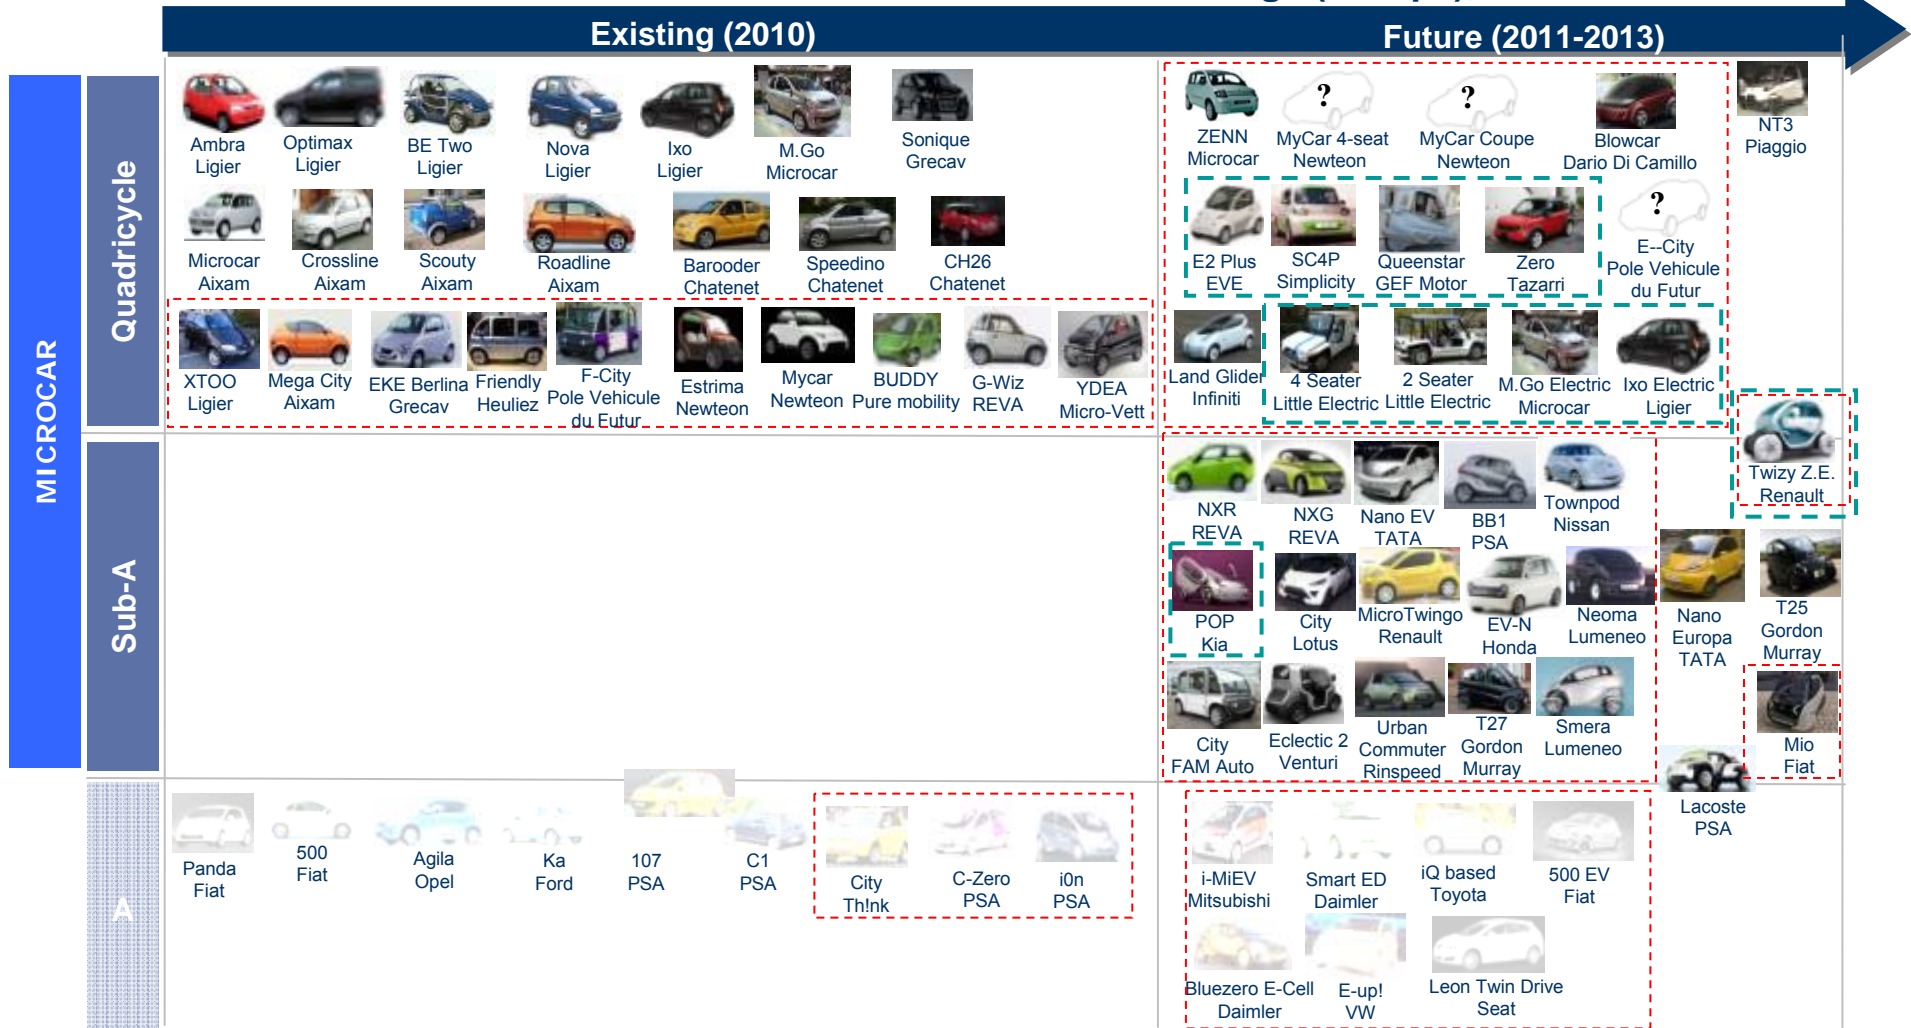 Existing (2010)
Future (2011-2013)
MICROCAR
Quadricycle
Ambra
Ligier
Optimax
Ligier
BE Two
Ligier
Nova
Ligier
Ixo
Ligier
M.Go
Microcar
Sonique
Grecav
Microcar
Aixam
Crossline
Aixam
Scouty
Aixam
Roadline
Aixam
Barooder
Chatenet
Speedino
Chatenet
CH26
Chatenet
XTOO
Ligier
Mega City
Aixam
EKE Berlina
Grecav
Friendly
Heuliez
F-City
Pole Vehicule
du Futur
Estrima
Newteon
Mycar
Newteon
BUDDY
Pure mobility
G-Wiz
REVA
YDEA
Micro-Vett
ZENN
Microcar
?
MyCar 4-seat
Newteon
?
MyCar Coupe
Newteon
Blowcar
Dario Di Camillo
NT3
Piaggio
E2 Plus
EVE
SC4P
Simplicity
Queenstar
GEF Motor
Zero
Tazarri
?
E--City
Pole Vehicule
du Futur
Land Glider
Infiniti
4 Seater
Little Electric
2 Seater
Little Electric
M.Go Electric
Microcar
Ixo Electric
Ligier
Twizy Z.E.
Renault
Sub-A
NXR
REVA
NXG
REVA
Nano EV
TATA
BB1
PSA
Townpod
Nissan
POP
Kia
City
Lotus
MicroTwingo
Renault
EV-N
Honda
Neoma
Lumeneo
Nano
Europa
TATA
T25
Gordon
Murray
City
FAM Auto
Eclectic 2
Venturi
Urban
Commuter
Rinspeed
T27
Gordon
Murray
Smera
Lumeneo
Mio
Fiat
Lacoste
PSA
A
Panda
Fiat
500
Fiat
Agila
Opel
Ka
Ford
107
PSA
C1
PSA
City
Th!nk
C-Zero
PSA
i0n
PSA
i-MiEV
Mitsubishi
Smart ED
Daimler
iQ based
Toyota
500 EV
Fiat
Bluezero E-Cell
Daimler
E-up!
VW
Leon Twin Drive
Seat